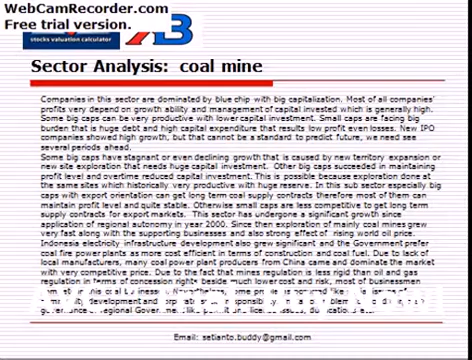 WebCamRecorder.com
Free trial version.
stocks valuation calculator
Sector Analysis: coal mine
Companies in this sector are dominated by blue chip with big capitalization. Most of all companies'
profits very depend on growth ability and management of capital invested which is generally high.
Some big caps can be very productive with lower capital investment. Small caps are facing big
burden that is huge debt and high capital expenditure that results low profit even losses. New IPO
companies showed high growth, but that cannot be a standard to predict future, we need see
several periods ahead.
Some big caps have stagnant or even declining growth that is caused by new territory expansion or
new site exploration that needs huge capital investment. Other big caps succeeded in maintaining
profit level and overtime reduced capital investment. This is possible because exploration done at
the same sites which historically very productive with huge reserve. In this sub sector especially big
caps with export orientation can get long term coal supply contracts therefore most of them can
maintain profit level and quite stable. Otherwise small caps are less competitive to get long term
supply contracts for export markets. This sector has undergone a significant growth since
application of regional autonomy in year 2000. Since then exploration of mainly coal mines grew
very fast along with the supporting businesses and also strong effect of rising world oil price.
Indonesia electricity infrastructure development also grew significant and the Government prefer
coal fire power plants as more cost efficient in terms of construction and coal fuel. Due to lack of
local manufacturers, many coal power plant producers from China came and dominate the market
with very competitive price. Due to the fact that mines regulation is less rigid than oil and gas
regulation in terms of concession rights beside much lower cost and risk, most of businessmen
Email: setianto.buddy@gmail.com